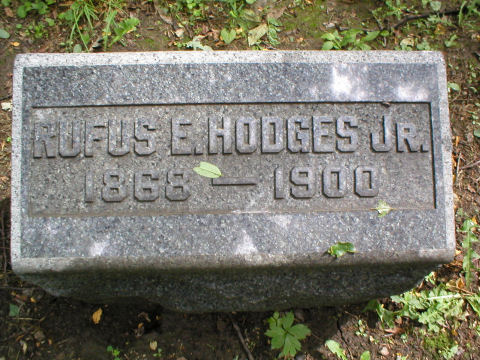 RUFUS E. HODGES JR.
1868 — 1900